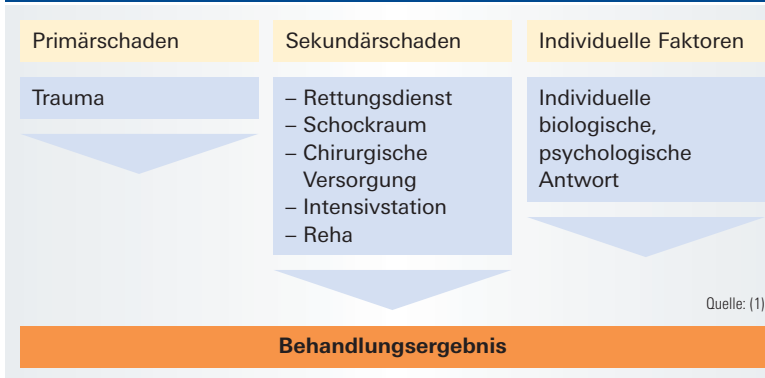 Primärschaden
Trauma
Sekundärschaden
– Rettungsdienst
– Schockraum
– Chirurgische
Versorgung
– Intensivstation
– Reha
Individuelle Faktoren
Individuelle
biologische,
psychologische
Antwort
Quelle: (1)
Behandlungsergebnis